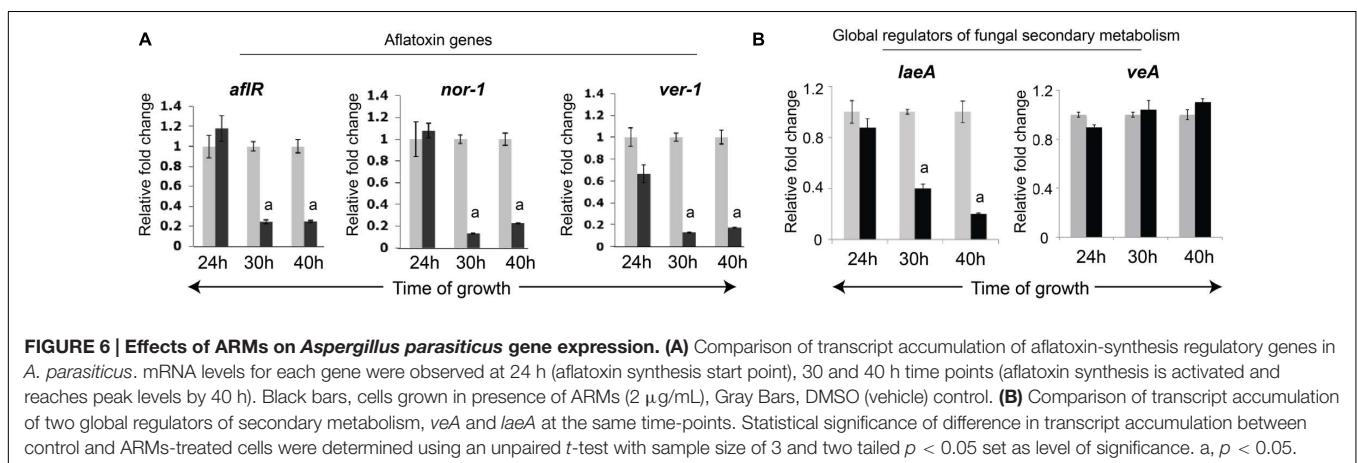 A
Aflatoxin genes
aflR
nor-1
ver-1
Relative fold change
1.4
1.2
1
0.8
0.6
0.4
0.2
0
a
a
24h 30h 40h
Relative fold change
1.4
1.2
1
0.8
0.6
0.4
0.2
0
a
a
24h 30h 40h
Relative fold change
1.4
1.2
1
0.8
0.6
0.4
0.2
0
a
a
24h 30h 40h
Time of growth
B
Global regulators of fungal secondary metabolism
laeA
veA
Relative fold change
1.2
0.8
0.4
0
a
a
24h 30h 40h
Relative fold change
1.2
0.8
0.4
0
24h 30h 40h
Time of growth
FIGURE 6 | Effects of ARMs on Aspergillus parasiticus gene expression. (A) Comparison of transcript accumulation of aflatoxin-synthesis regulatory genes in
A. parasiticus. mRNA levels for each gene were observed at 24 h (aflatoxin synthesis start point), 30 and 40 h time points (aflatoxin synthesis is activated and
reaches peak levels by 40 h). Black bars, cells grown in presence of ARMs (2 μg/mL), Gray Bars, DMSO (vehicle) control. (B) Comparison of transcript accumulation
of two global regulators of secondary metabolism, veA and laeA at the same time-points. Statistical significance of difference in transcript accumulation between
control and ARMs-treated cells were determined using an unpaired t-test with sample size of 3 and two tailed p < 0.05 set as level of significance. a, p < 0.05.